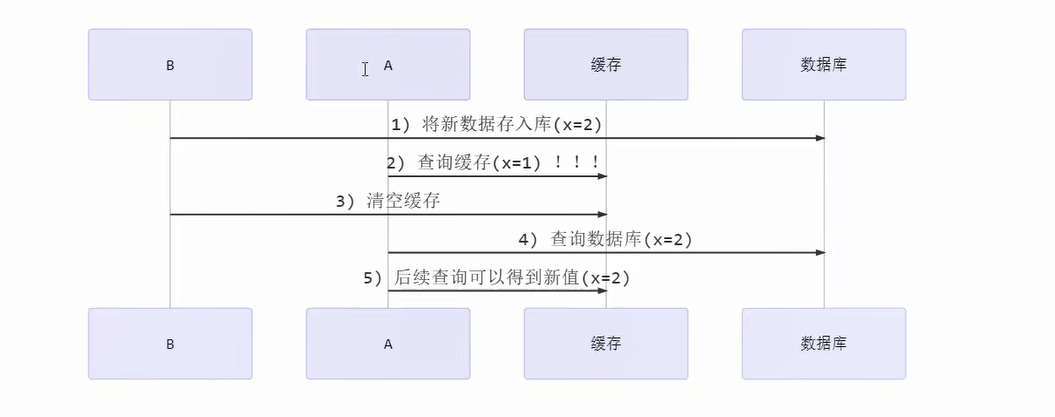 B
A
缓存
数据库
1) 将新数据存入库(x=2)
2) 查询缓存(x=1) ！！！
3) 清空缓存
4) 查询数据库(x=2)
5) 后续查询可以得到新值(x=2)
B
A
缓存
数据库